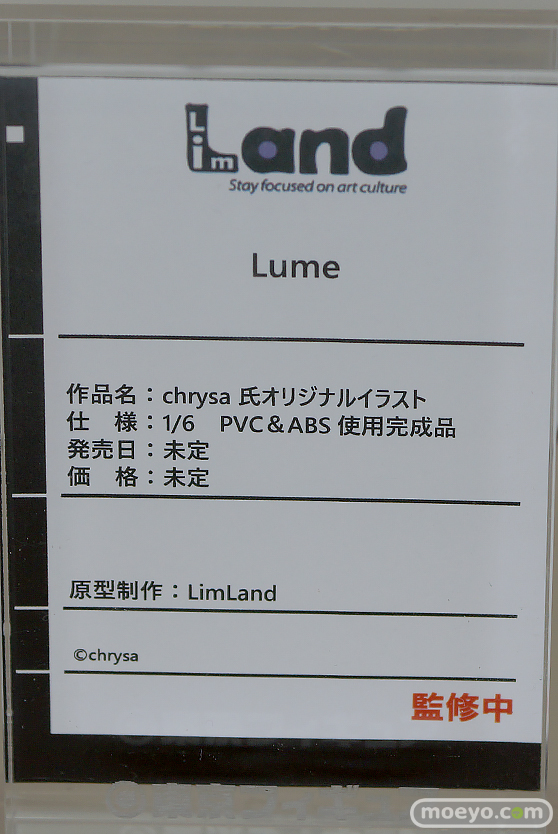 LimLand
Stay focused on art culture
Lume
作品名：chrysa 氏オリジナルイラスト
仕　様：1/6　PVC＆ABS 使用完成品
発売日：未定
価　格：未定
原型制作：LimLand
©chrysa
監修中
moeyo.com